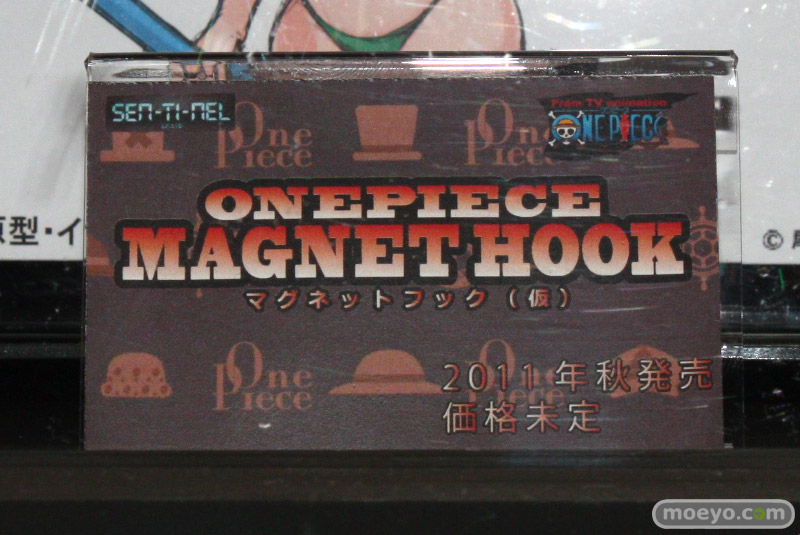 SEN-TI-NEL
From TV animation
ONE PIECE
One Piece
One Piece
ONEPIECE
MAGNET HOOK
マグネットフック（仮）
原型・イ
©
One Piece
One Piece
2011年秋発売
価格未定
moeyo.com